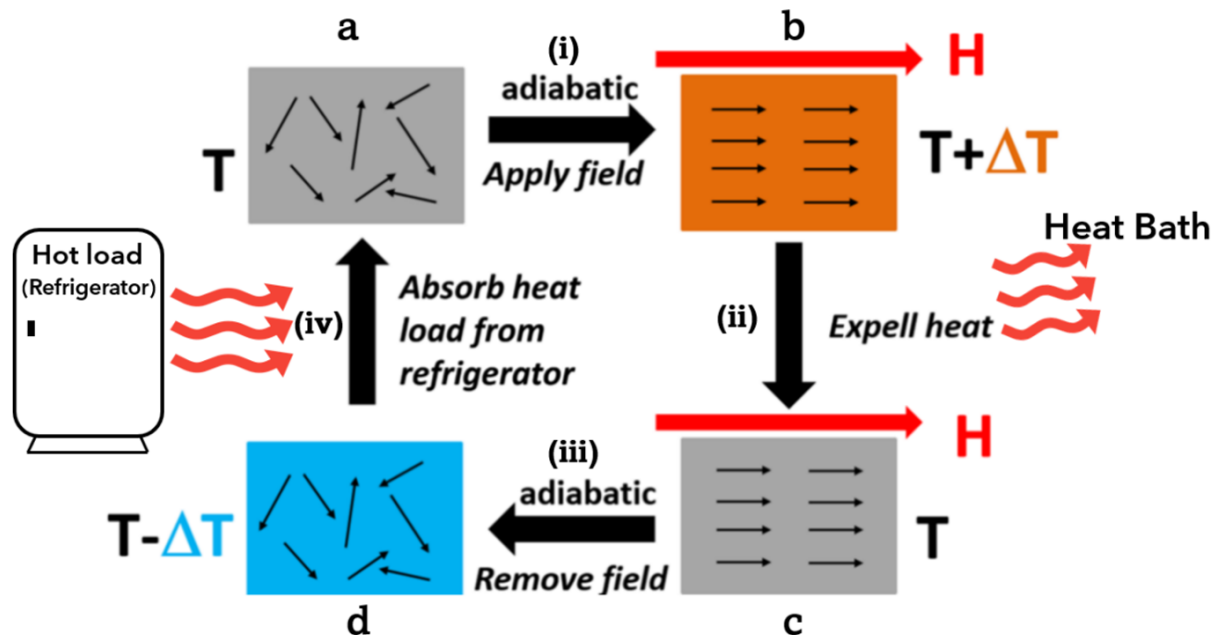 a
(i)
adiabatic
Apply field
b
H
T
T+ΔT
Hot load
(Refrigerator)
(iv)
Absorb heat
load from
refrigerator
(ii)
Expell heat
Heat Bath
T-ΔT
(iii)
adiabatic
Remove field
H
T
d
c